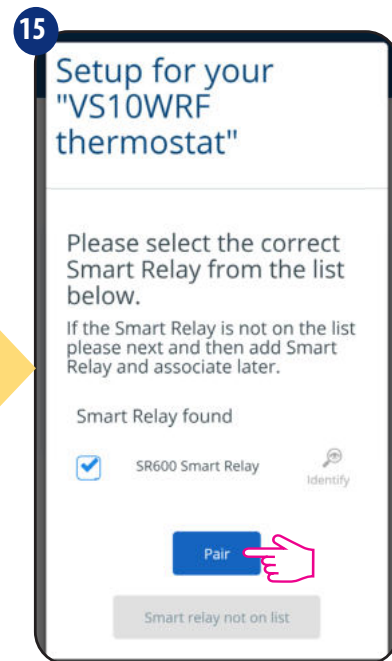 15
Setup for your
"VS10WRF
thermostat"
Please select the correct
Smart Relay from the list
below.
If the Smart Relay is not on the list
please next and then add Smart
Relay and associate later.
Smart Relay found
SR600 Smart Relay
Identify
Pair
Smart relay not on list